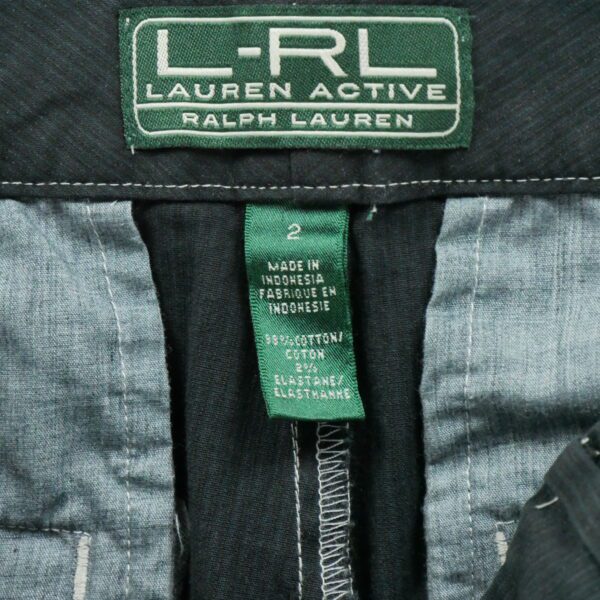 L-RL
LAUREN ACTIVE
RALPH LAUREN
2
MADE IN
INDONESIA
FABRIQUE EN
INDONESIE
98% COTTON/
COTON
2%
ELASTANE/
ELASTHANNE